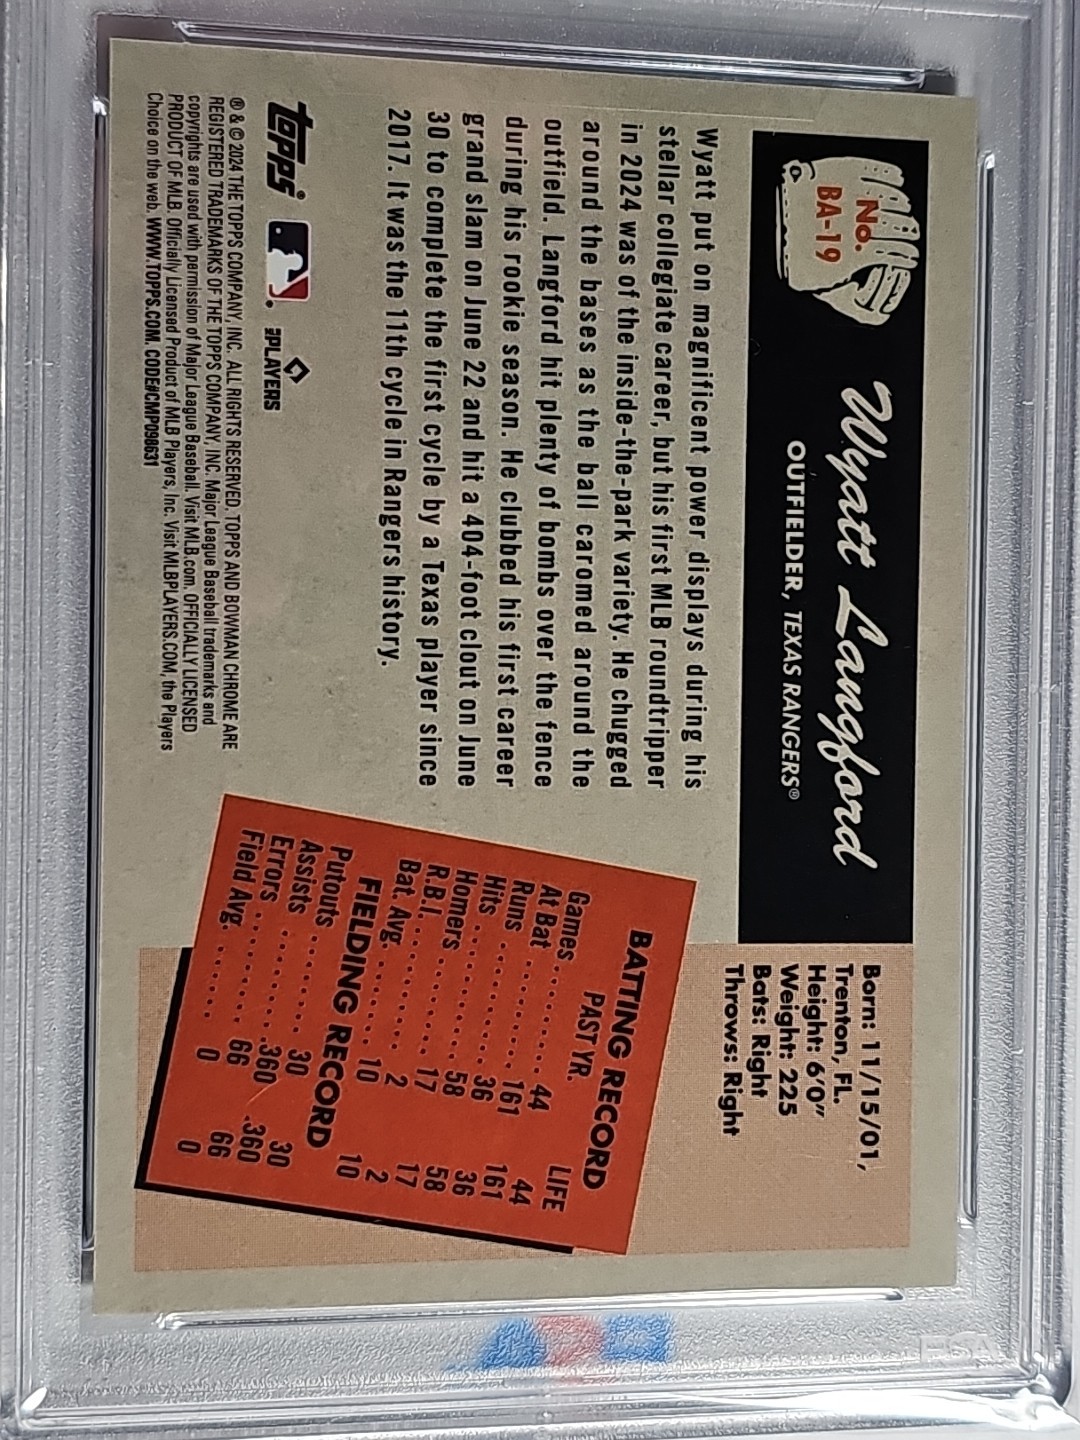 No.
BA-19
Wyatt Langford
OUTFIELDER, TEXAS RANGERS®
Born: 11/15/01,
Trenton, FL.
Height: 6'0"
Weight: 225
Bats: Right
Throws: Right
Wyatt put on magnificent power displays during his
stellar collegiate career, but his first MLB roundtripper
in 2024 was of the inside-the-park variety. He chugged
around the bases as the ball caromed around the
outfield. Langford hit plenty of bombs over the fence
during his rookie season. He clubbed his first career
grand slam on June 22 and hit a 404-foot clout on June
30 to complete the first cycle by a Texas player since
2017. It was the 11th cycle in Rangers history.
BATTING RECORD
PAST YR. LIFE
Games .......... 44 44
At Bat .......... 161 161
Runs .......... 36 36
Hits .......... 58 58
Homers .......... 17 17
R.B.I. .......... 2 2
Bat. Avg. .......... 10 10
FIELDING RECORD
Putouts .......... 30 30
Assists .......... .360 .360
Errors .......... 66 66
Field Avg. .......... 0 0
topps®
PLAYERS
® & © 2024 THE TOPPS COMPANY, INC. ALL RIGHTS RESERVED. TOPPS AND BOWMAN CHROME ARE
REGISTERED TRADEMARKS OF THE TOPPS COMPANY, INC. Major League Baseball trademarks and
copyrights are used with permission of Major League Baseball. Visit MLB.com. OFFICIALLY LICENSED
PRODUCT OF MLB. Officially Licensed Product of MLB Players, Inc. Visit MLBPLAYERS.COM, the Players
Choice on the web. WWW.TOPPS.COM. CODE#CMP098631